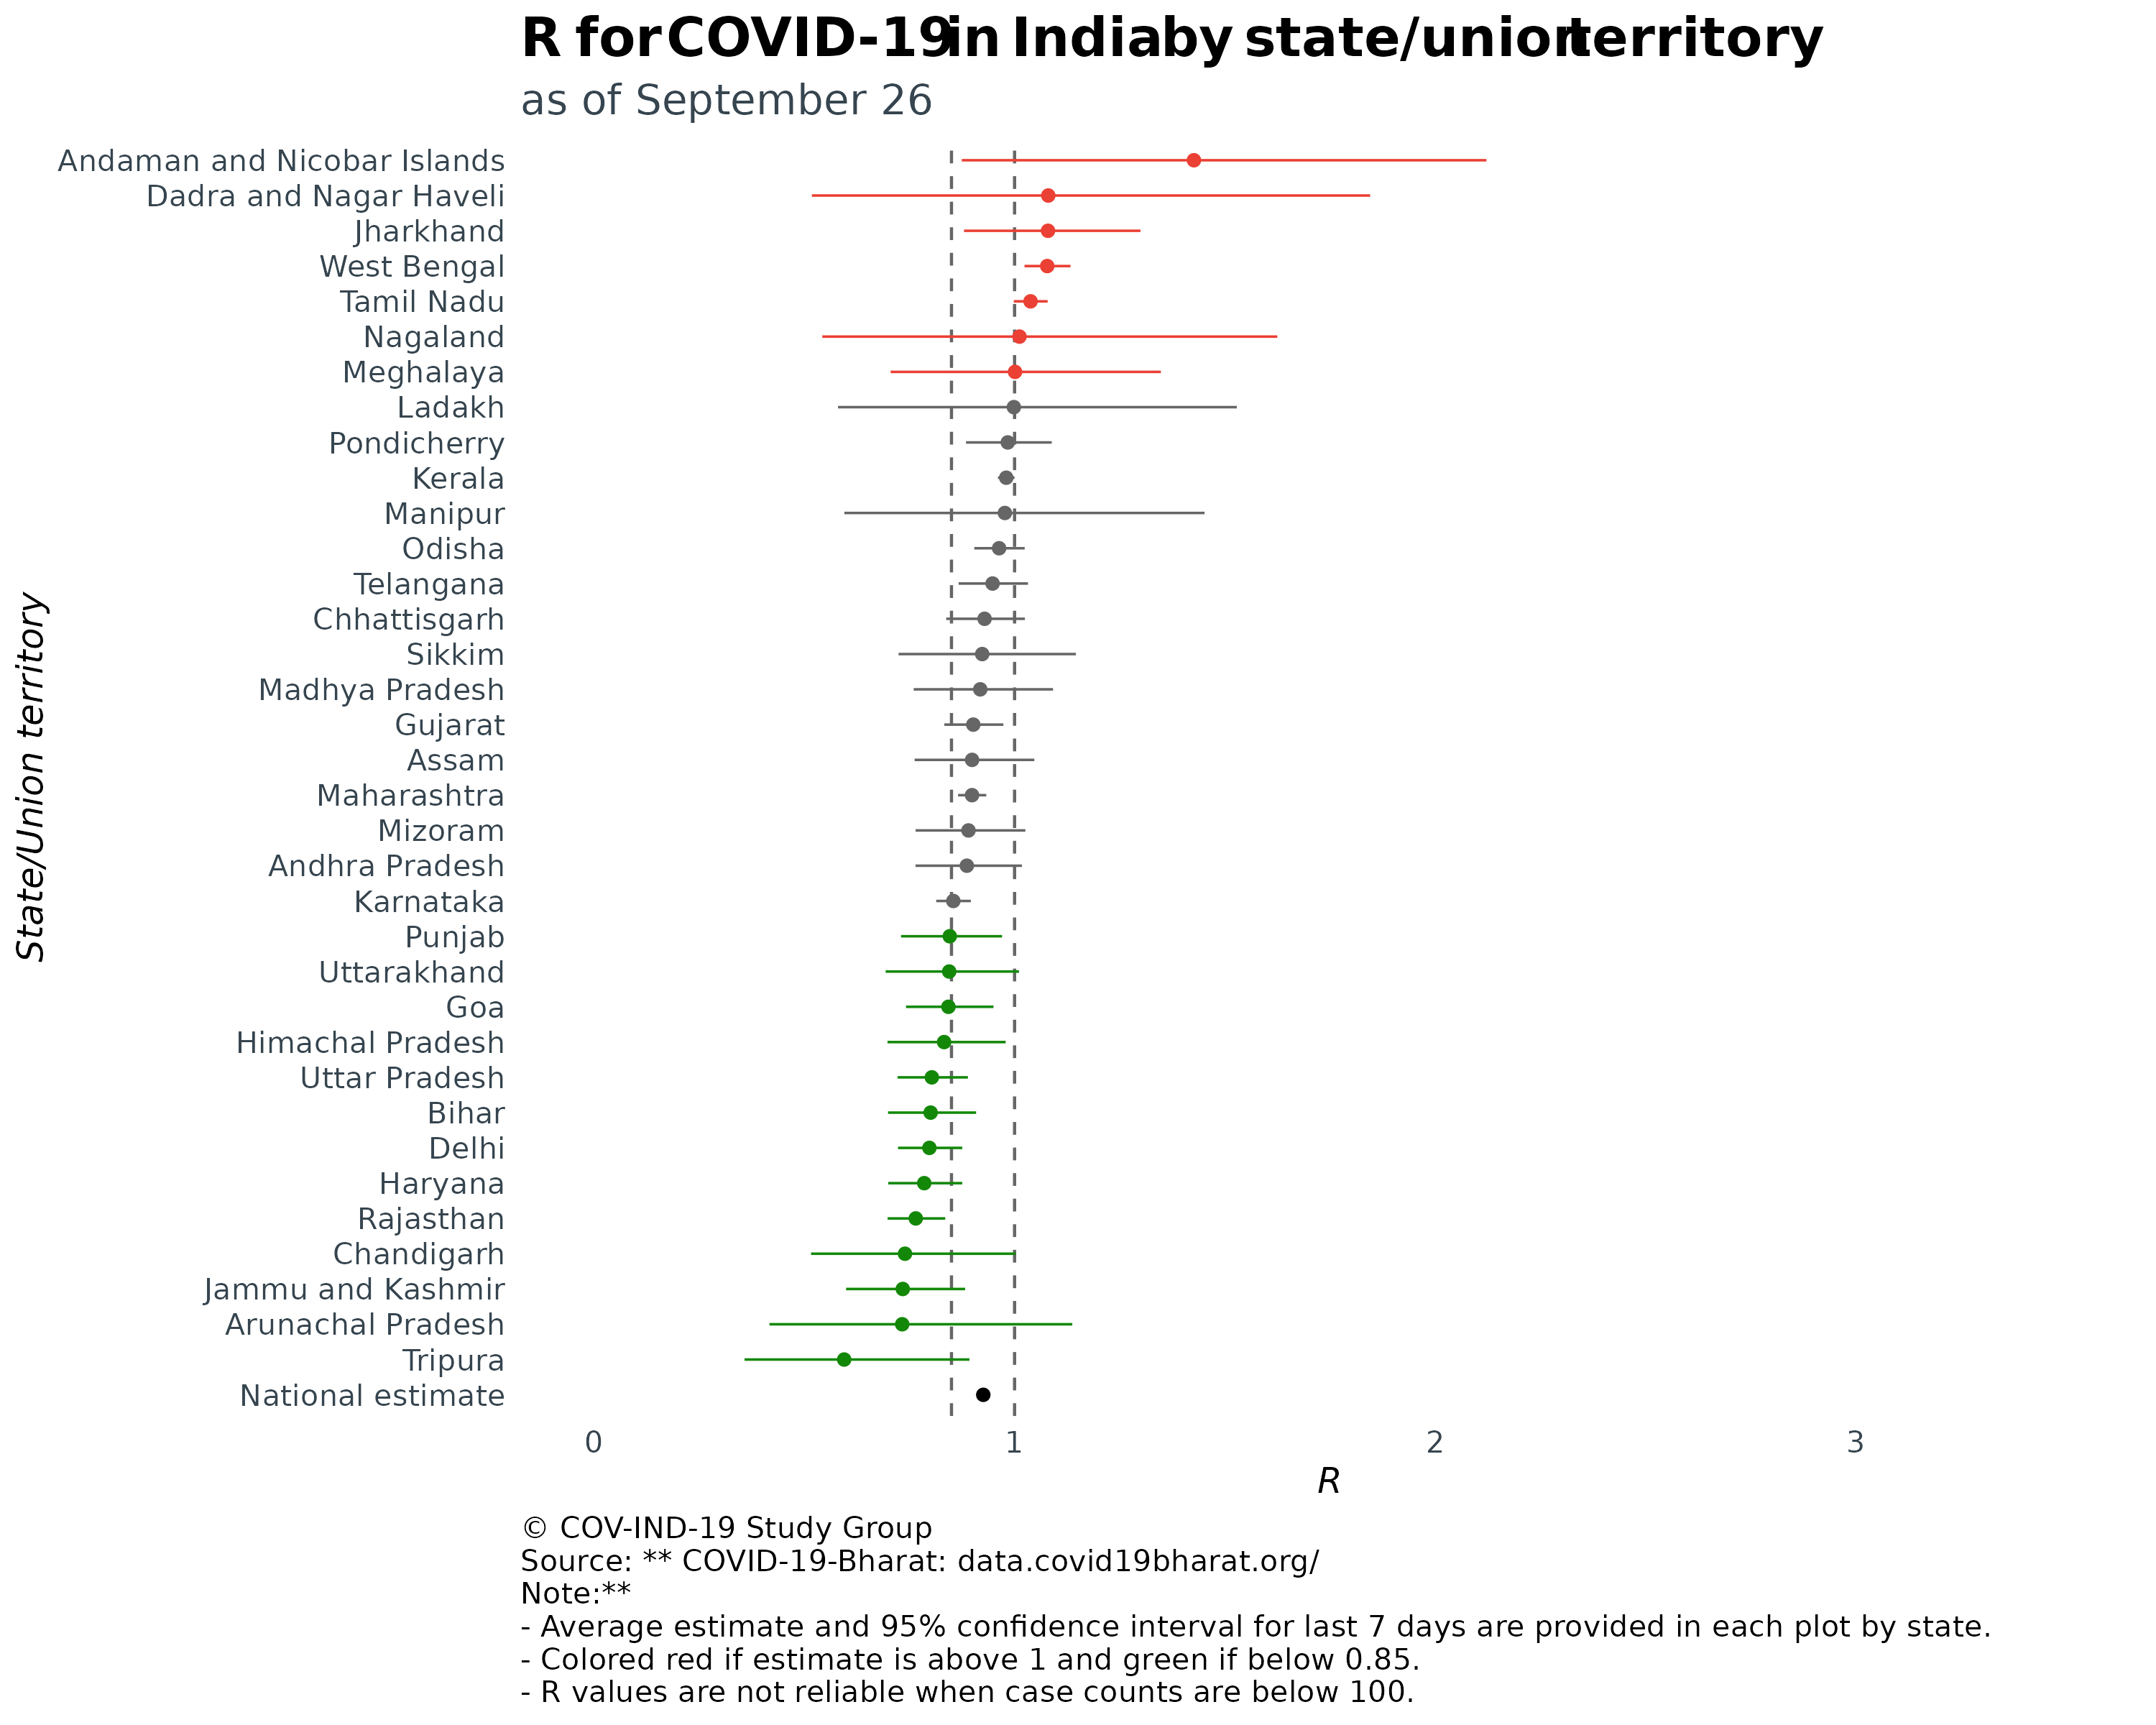 R for COVID-19 in India by state/union territory
as of September 26
Andaman and Nicobar Islands
Dadra and Nagar Haveli
Jharkhand
West Bengal
Tamil Nadu
Nagaland
Meghalaya
Ladakh
Pondicherry
Kerala
Manipur
Odisha
Telangana
Chhattisgarh
Sikkim
Madhya Pradesh
Gujarat
Assam
Maharashtra
Mizoram
Andhra Pradesh
Karnataka
Punjab
Uttarakhand
Goa
Himachal Pradesh
Uttar Pradesh
Bihar
Delhi
Haryana
Rajasthan
Chandigarh
Jammu and Kashmir
Arunachal Pradesh
Tripura
National estimate
State/Union territory
0 1 2 3
R
© COV-IND-19 Study Group
Source: ** COVID-19-Bharat: data.covid19bharat.org/
Note:**
- Average estimate and 95% confidence interval for last 7 days are provided in each plot by state.
- Colored red if estimate is above 1 and green if below 0.85.
- R values are not reliable when case counts are below 100.